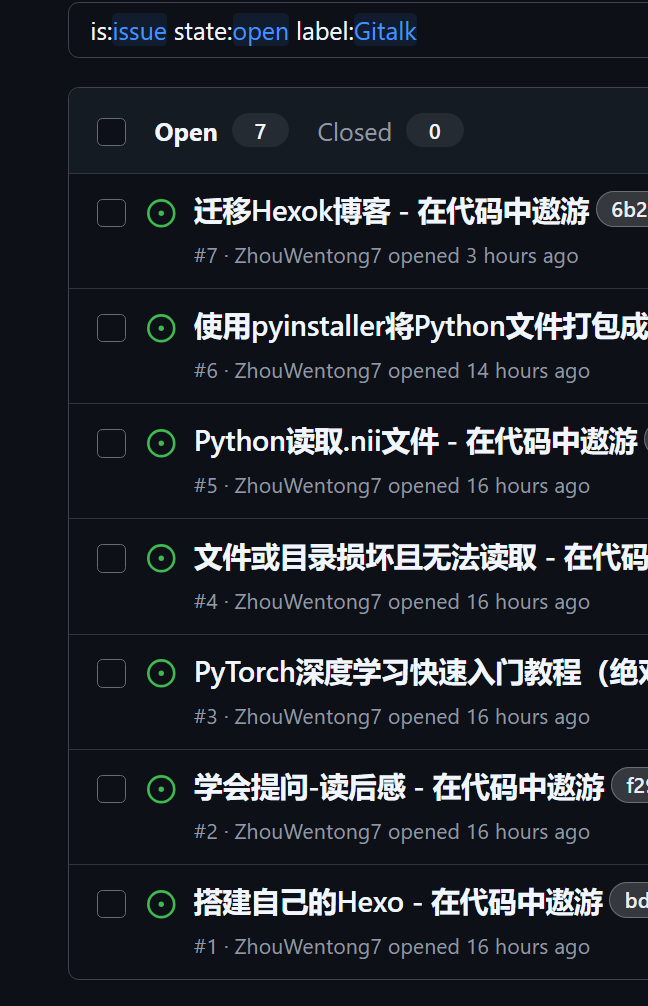 is:issue state:open label:Gitalk
Open 7 Closed 0
迁移Hexok博客 - 在代码中遨游 6b2
#7 · ZhouWentong7 opened 3 hours ago
使用pyinstaller将Python文件打包成
#6 · ZhouWentong7 opened 14 hours ago
Python读取.nii文件 - 在代码中遨游
#5 · ZhouWentong7 opened 16 hours ago
文件或目录损坏且无法读取 - 在代码
#4 · ZhouWentong7 opened 16 hours ago
PyTorch深度学习快速入门教程（绝对
#3 · ZhouWentong7 opened 16 hours ago
学会提问-读后感 - 在代码中遨游 f29
#2 · ZhouWentong7 opened 16 hours ago
搭建自己的Hexo - 在代码中遨游 bd
#1 · ZhouWentong7 opened 16 hours ago